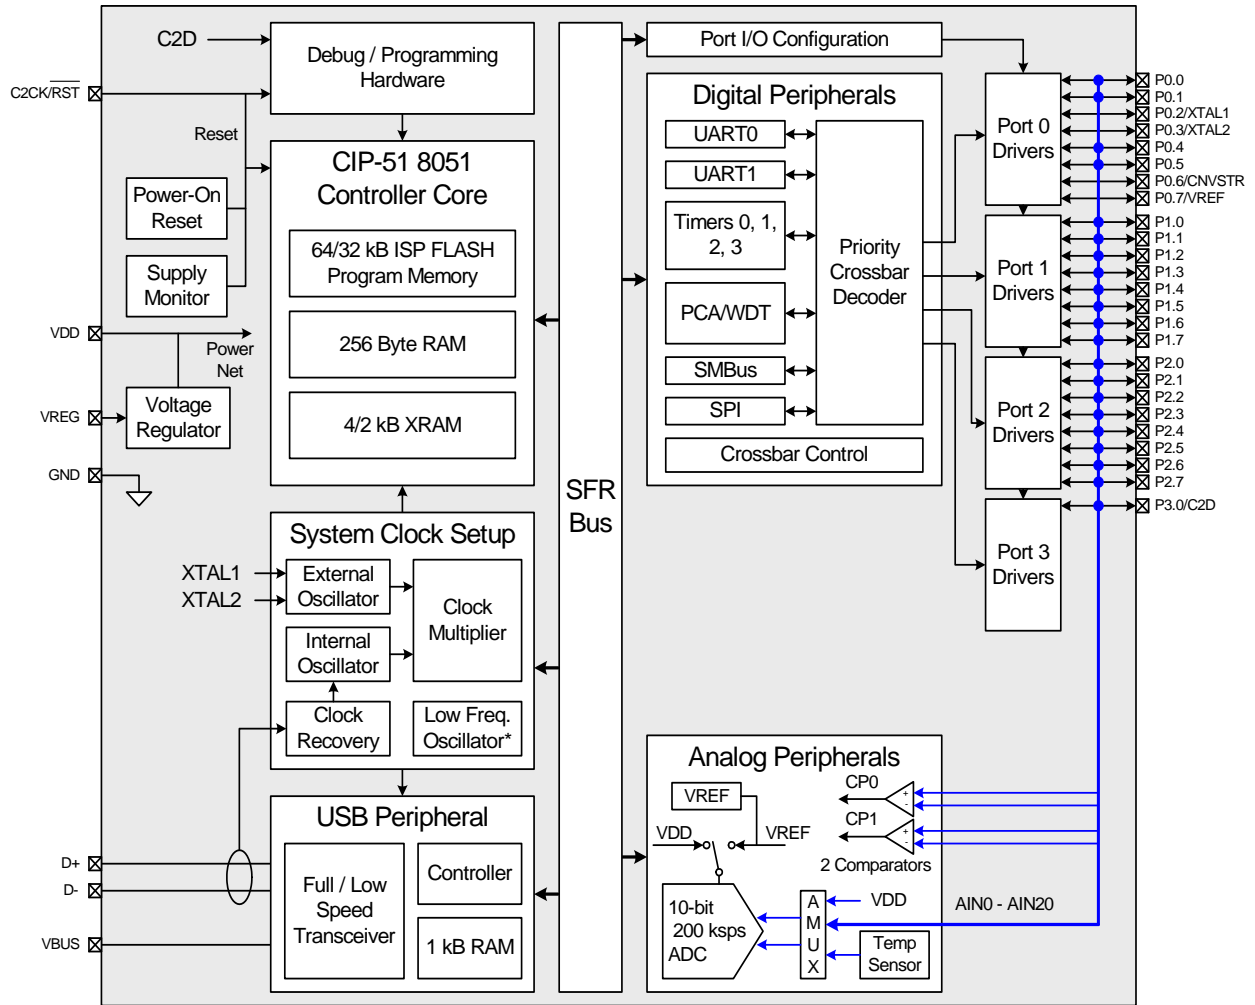 C2D
Debug / Programming
Hardware
C2CK/RST
Reset
Power-On
Reset
Supply
Monitor
VDD
Power
Net
VREG
Voltage
Regulator
GND
CIP-51 8051
Controller Core
64/32 kB ISP FLASH
Program Memory
256 Byte RAM
4/2 kB XRAM
System Clock Setup
XTAL1
XTAL2
External
Oscillator
Internal
Oscillator
Clock
Multiplier
Clock
Recovery
Low Freq.
Oscillator*
USB Peripheral
D+
D-
VBUS
Full / Low
Speed
Transceiver
Controller
1 kB RAM
SFR
Bus
Port I/O Configuration
Digital Peripherals
UART0
UART1
Timers 0, 1,
2, 3
PCA/WDT
SMBus
SPI
Priority
Crossbar
Decoder
Crossbar Control
Port 0
Drivers
Port 1
Drivers
Port 2
Drivers
Port 3
Drivers
P0.0
P0.1
P0.2/XTAL1
P0.3/XTAL2
P0.4
P0.5
P0.6/CNVSTR
P0.7/VREF
P1.0
P1.1
P1.2
P1.3
P1.4
P1.5
P1.6
P1.7
P2.0
P2.1
P2.2
P2.3
P2.4
P2.5
P2.6
P2.7
P3.0/C2D
Analog Peripherals
VREF
VDD
VREF
CP0
+
-
CP1
+
-
2 Comparators
10-bit
200 ksps
ADC
A
M
U
X
VDD
AIN0 - AIN20
Temp
Sensor